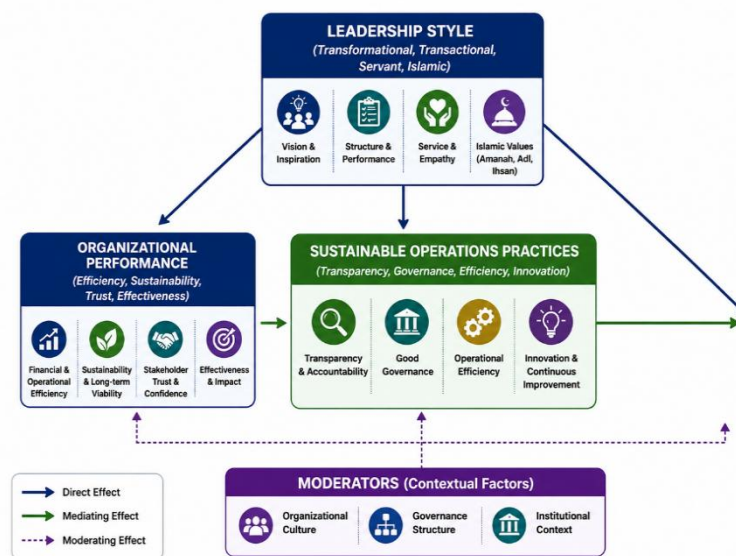 LEADERSHIP STYLE
(Transformational, Transactional,
Servant, Islamic)
Vision &
Inspiration
Structure &
Performance
Service &
Empathy
Islamic Values
(Amanah, Adl,
Ihsan)
ORGANIZATIONAL
PERFORMANCE
(Efficiency, Sustainability,
Trust, Effectiveness)
Financial &
Operational
Efficiency
Sustainability
& Long-term
Viability
Stakeholder
Trust &
Confidence
Effectiveness
& Impact
SUSTAINABLE OPERATIONS PRACTICES
(Transparency, Governance, Efficiency, Innovation)
Transparency
& Accountability
Good
Governance
Operational
Efficiency
Innovation &
Continuous
Improvement
MODERATORS (Contextual Factors)
Organizational
Culture
Governance
Structure
Institutional
Context
Direct Effect
Mediating Effect
Moderating Effect